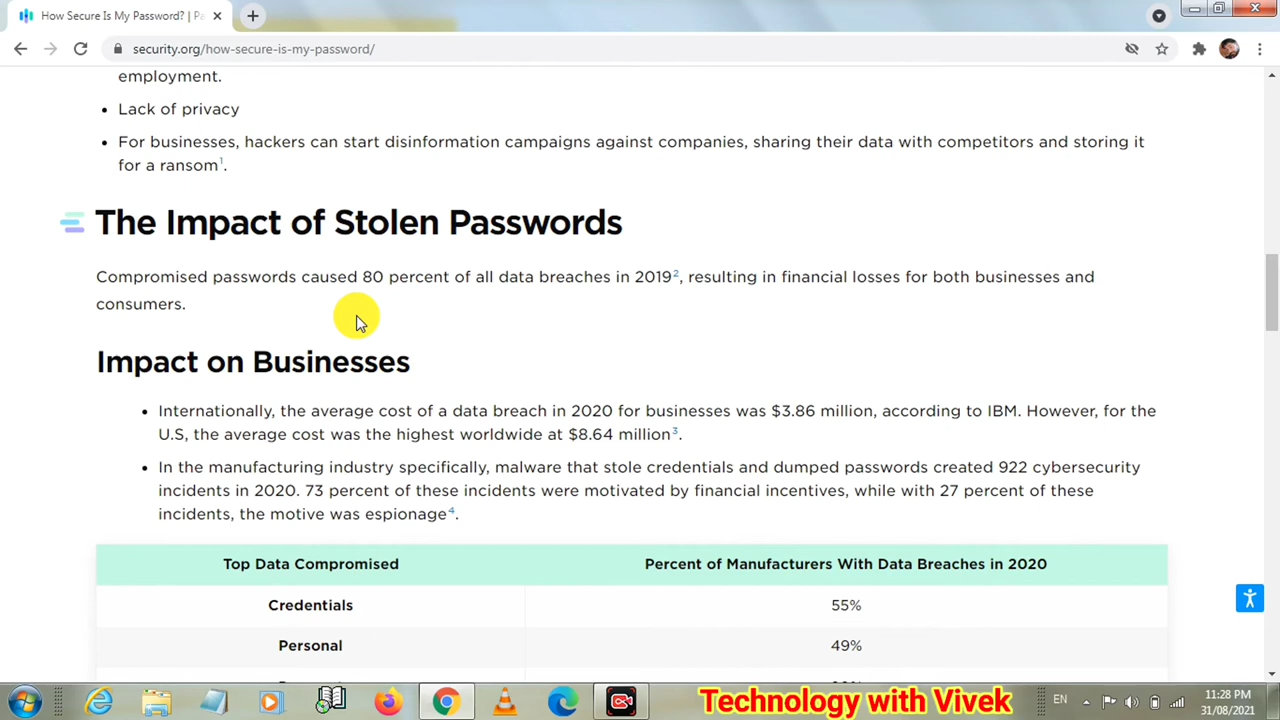 How Secure Is My Password? | Pa
security.org/how-secure-is-my-password/
employment.
• Lack of privacy
• For businesses, hackers can start disinformation campaigns against companies, sharing their data with competitors and storing it
for a ransom1.
The Impact of Stolen Passwords
Compromised passwords caused 80 percent of all data breaches in 20192, resulting in financial losses for both businesses and
consumers.
Impact on Businesses
• Internationally, the average cost of a data breach in 2020 for businesses was $3.86 million, according to IBM. However, for the
U.S, the average cost was the highest worldwide at $8.64 million3.
• In the manufacturing industry specifically, malware that stole credentials and dumped passwords created 922 cybersecurity
incidents in 2020. 73 percent of these incidents were motivated by financial incentives, while with 27 percent of these
incidents, the motive was espionage4.
Top Data Compromised Percent of Manufacturers With Data Breaches in 2020
Credentials 55%
Personal 49%
Technology with Vivek
EN
11:28 PM
31/08/2021